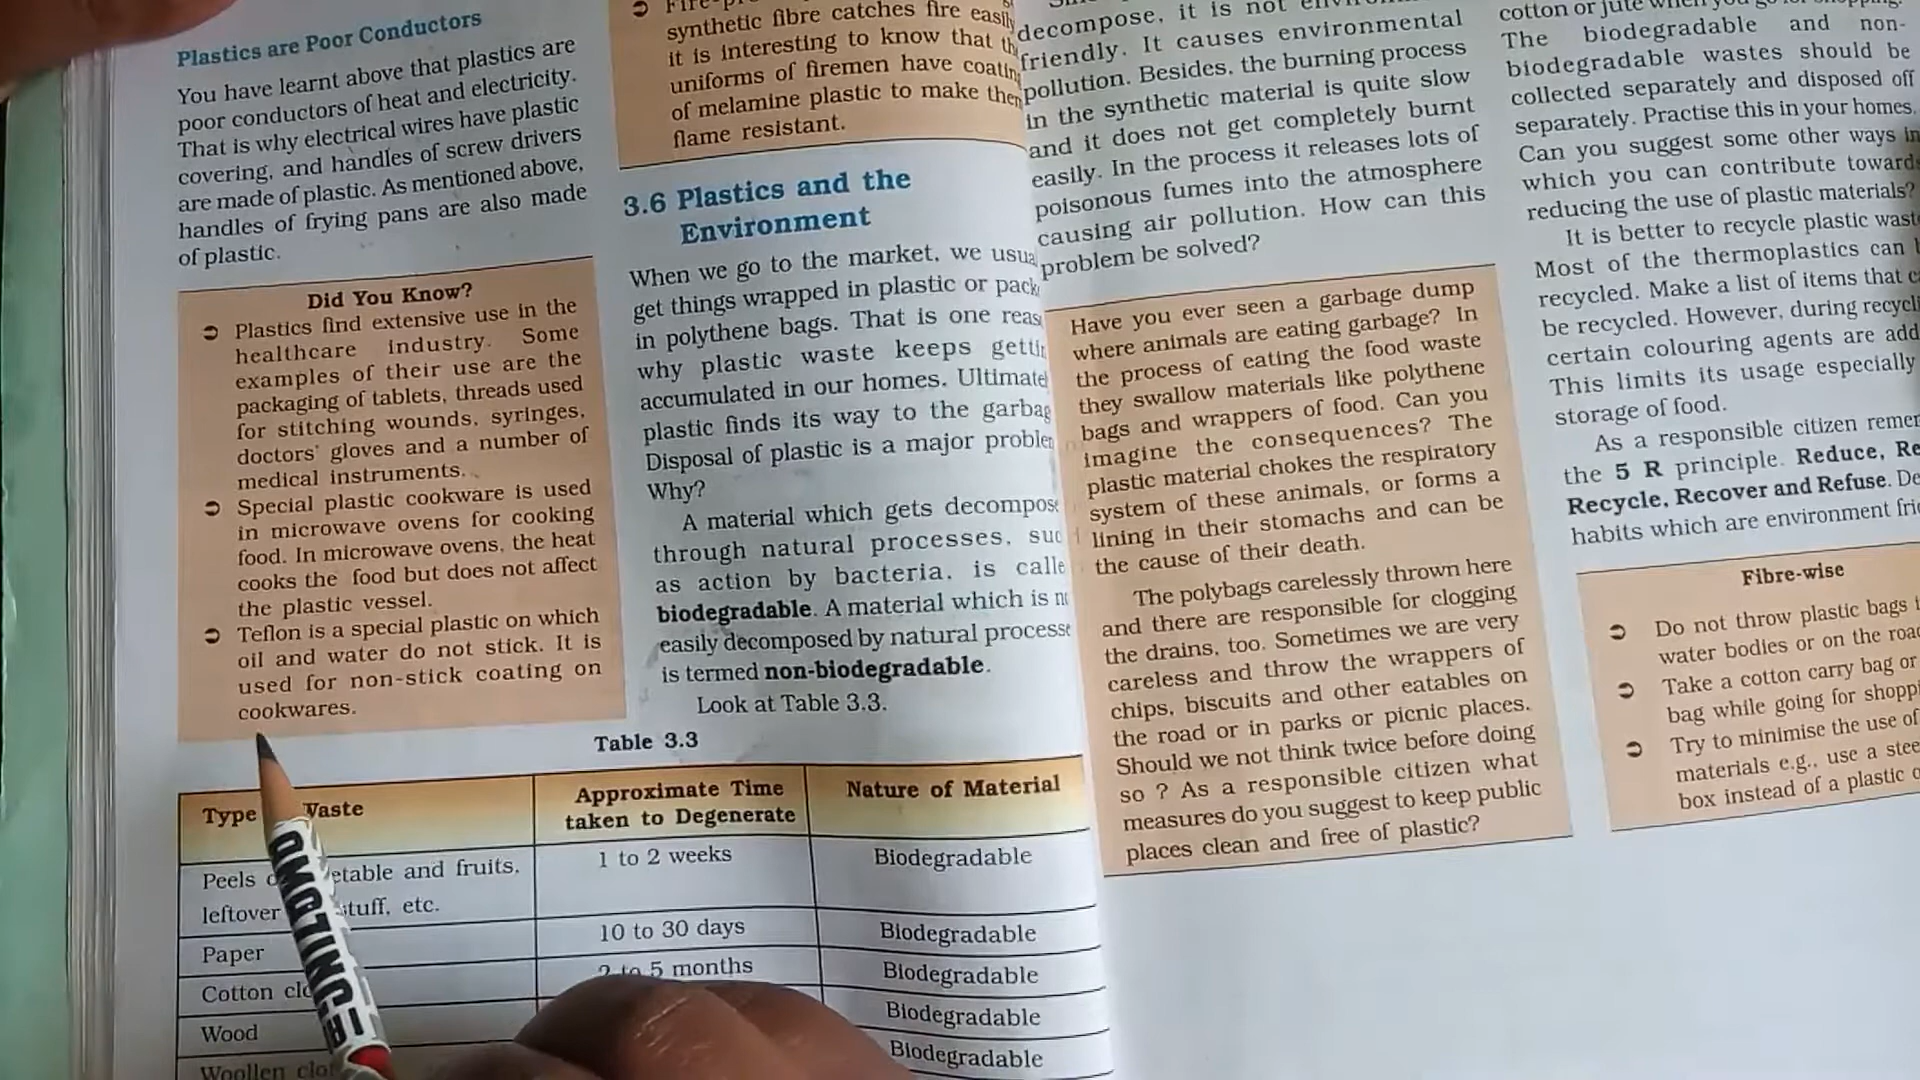 Plastics are Poor Conductors
You have learnt above that plastics are
poor conductors of heat and electricity.
That is why electrical wires have plastic
covering, and handles of screw drivers
are made of plastic. As mentioned above,
handles of frying pans are also made
of plastic.
Did You Know?
➲ Plastics find extensive use in the
healthcare industry. Some
examples of their use are the
packaging of tablets, threads used
for stitching wounds, syringes,
doctors' gloves and a number of
medical instruments.
➲ Special plastic cookware is used
in microwave ovens for cooking
food. In microwave ovens, the heat
cooks the food but does not affect
the plastic vessel.
➲ Teflon is a special plastic on which
oil and water do not stick. It is
used for non-stick coating on
cookwares.
synthetic fibre catches fire easily
it is interesting to know that
uniforms of firemen have
of melamine plastic to make
flame resistant.
3.6 Plastics and the
Environment
When we go to the market, we
get things wrapped in plastic or
in polythene bags. That is one
why plastic waste keeps
accumulated in our homes. Ultimate
plastic finds its way to the
Disposal of plastic is a major
Why?
A material which gets
through natural processes,
as action by bacteria, is
biodegradable. A material which is
easily decomposed by natural
is termed non-biodegradable.
Look at Table 3.3.
Table 3.3
Type Waste
Approximate Time
taken to Degenerate
Nature of Material
Peels etable and fruits,
leftover stuff, etc.
1 to 2 weeks
Biodegradable
Paper
10 to 30 days
Biodegradable
Cotton
to 5 months
Biodegradable
Wood
Biodegradable
Woollen
Biodegradable
decompose, it is not
friendly. It causes environmental
pollution. Besides, the burning process
in the synthetic material is quite slow
and it does not get completely burnt
easily. In the process it releases lots of
poisonous fumes into the atmosphere
causing air pollution. How can this
problem be solved?
Have you ever seen a garbage dump
where animals are eating garbage? In
the process of eating the food waste
they swallow materials like polythene
bags and wrappers of food. Can you
imagine the consequences? The
plastic material chokes the respiratory
system of these animals, or forms a
lining in their stomachs and can be
the cause of their death.
The polybags carelessly thrown here
and there are responsible for clogging
the drains, too. Sometimes we are very
careless and throw the wrappers of
chips, biscuits and other eatables on
the road or in parks or picnic places.
Should we not think twice before doing
so ? As a responsible citizen what
measures do you suggest to keep public
places clean and free of plastic?
cotton or jute when you go for shopping.
The biodegradable and non-
biodegradable wastes should be
collected separately and disposed off
separately. Practise this in your homes.
Can you suggest some other ways in
which you can contribute towards
reducing the use of plastic materials?
It is better to recycle plastic
Most of the thermoplastics can
recycled. Make a list of items that
be recycled. However, during
certain colouring agents are
This limits its usage especially
storage of food.
As a responsible citizen
the 5 R principle. Reduce,
Recycle, Recover and Refuse.
habits which are environment
Fibre-wise
➲ Do not throw plastic bags
water bodies or on the
➲ Take a cotton carry bag or
bag while going for
➲ Try to minimise the use of
materials e.g., use a
box instead of a plastic